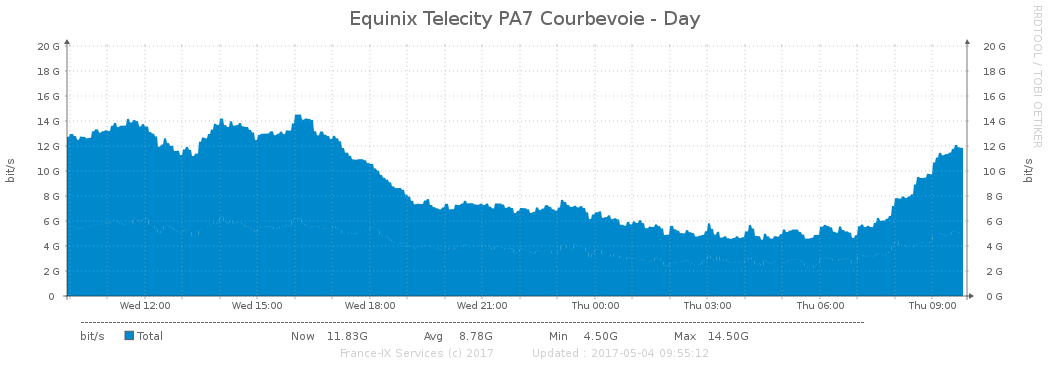 Equinix Telecity PA7 Courbevoie - Day
RRDTOOL / TOBI OETIKER
bit/s
20 G 20 G
18 G 18 G
16 G 16 G
14 G 14 G
12 G 12 G
10 G 10 G
8 G 8 G
6 G 6 G
4 G 4 G
2 G 2 G
0 0 G
bit/s
Wed 12:00 Wed 15:00 Wed 18:00 Wed 21:00 Thu 00:00 Thu 03:00 Thu 06:00 Thu 09:00
bit/s Total Now 11.83G Avg 8.78G Min 4.50G Max 14.50G
France-IX Services (c) 2017 Updated : 2017-05-04 09:55:12